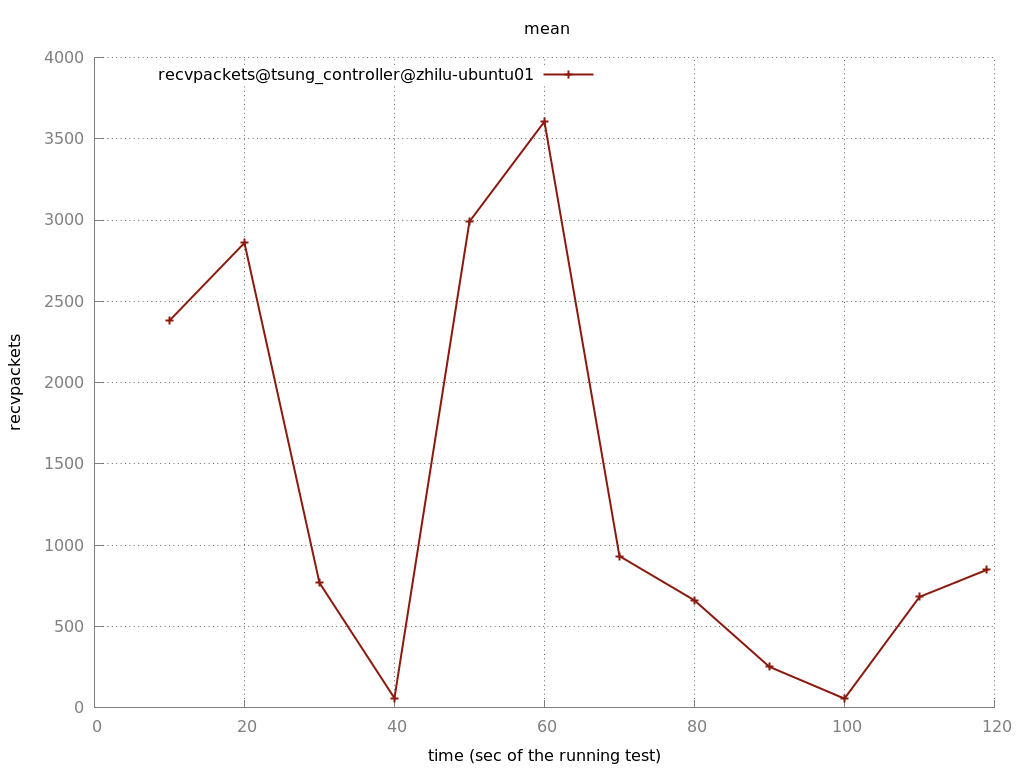 mean
recvpackets@tsung_controller@zhilu-ubuntu01
4000
3500
3000
2500
2000
1500
1000
500
0
recvpackets
0 20 40 60 80 100 120
time (sec of the running test)